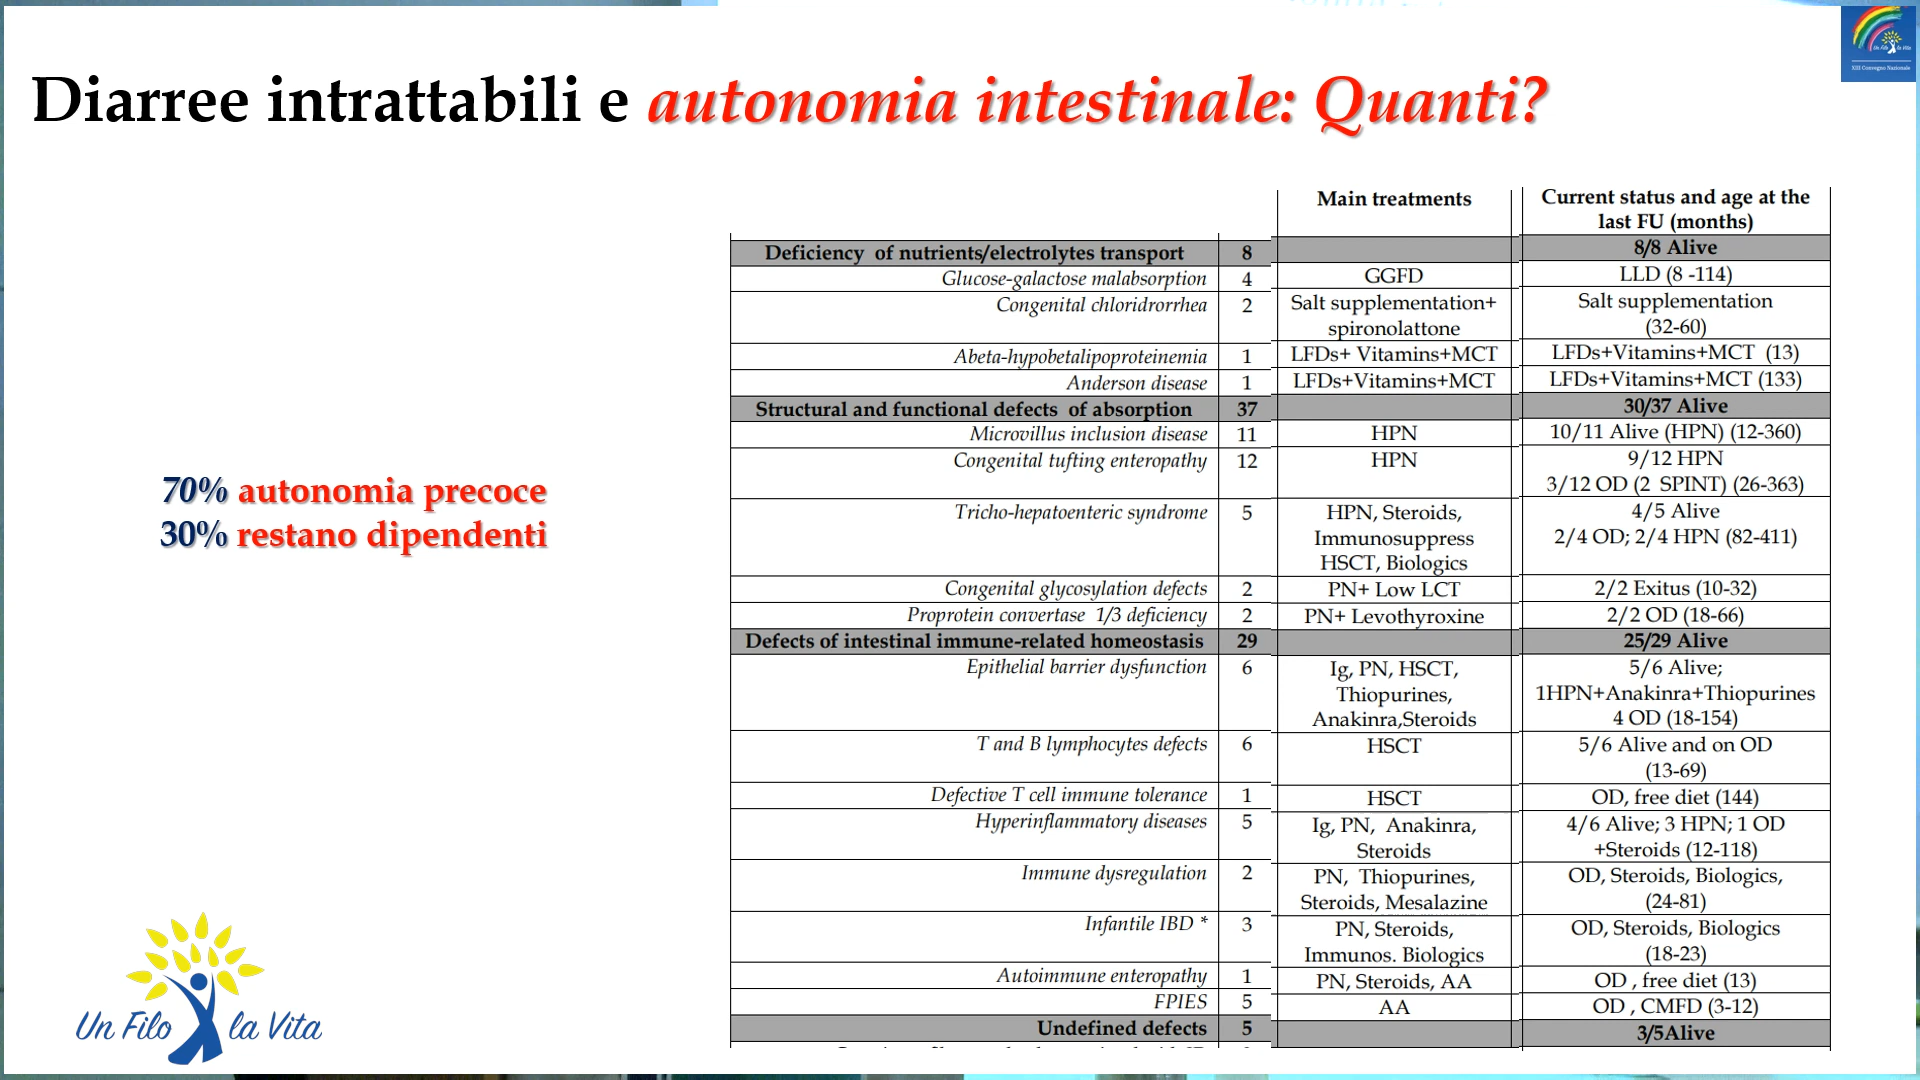 Diarree intrattabili e autonomia intestinale: Quanti?
Un Filo la Vita
XIII Convegno Nazionale
70% autonomia precoce
30% restano dipendenti
Main treatments
Current status and age at the
last FU (months)
Deficiency of nutrients/electrolytes transport 8 8/8 Alive
Glucose-galactose malabsorption 4 GGFD LLD (8 -114)
Congenital chloridrorrhea 2 Salt supplementation+ Salt supplementation
spironolattone (32-60)
Abeta-hypobetalipoproteinemia 1 LFDs+ Vitamins+MCT LFDs+Vitamins+MCT (13)
Anderson disease 1 LFDs+Vitamins+MCT LFDs+Vitamins+MCT (133)
Structural and functional defects of absorption 37 30/37 Alive
Microvillus inclusion disease 11 HPN 10/11 Alive (HPN) (12-360)
Congenital tufting enteropathy 12 HPN 9/12 HPN
3/12 OD (2 SPINT) (26-363)
Tricho-hepatoenteric syndrome 5 HPN, Steroids, 4/5 Alive
Immunosuppress 2/4 OD; 2/4 HPN (82-411)
HSCT, Biologics
Congenital glycosylation defects 2 PN+ Low LCT 2/2 Exitus (10-32)
Proprotein convertase 1/3 deficiency 2 PN+ Levothyroxine 2/2 OD (18-66)
Defects of intestinal immune-related homeostasis 29 25/29 Alive
Epithelial barrier dysfunction 6 Ig, PN, HSCT, 5/6 Alive;
Thiopurines, 1HPN+Anakinra+Thiopurines
Anakinra,Steroids 4 OD (18-154)
T and B lymphocytes defects 6 HSCT 5/6 Alive and on OD
(13-69)
Defective T cell immune tolerance 1 HSCT OD, free diet (144)
Hyperinflammatory diseases 5 Ig, PN, Anakinra, 4/6 Alive; 3 HPN; 1 OD
Steroids +Steroids (12-118)
Immune dysregulation 2 PN, Thiopurines, OD, Steroids, Biologics,
Steroids, Mesalazine (24-81)
Infantile IBD * 3 PN, Steroids, OD, Steroids, Biologics
Immunos. Biologics (18-23)
Autoimmune enteropathy 1 PN, Steroids, AA OD , free diet (13)
FPIES 5 AA OD , CMFD (3-12)
Undefined defects 5 3/5Alive
Un Filo la Vita